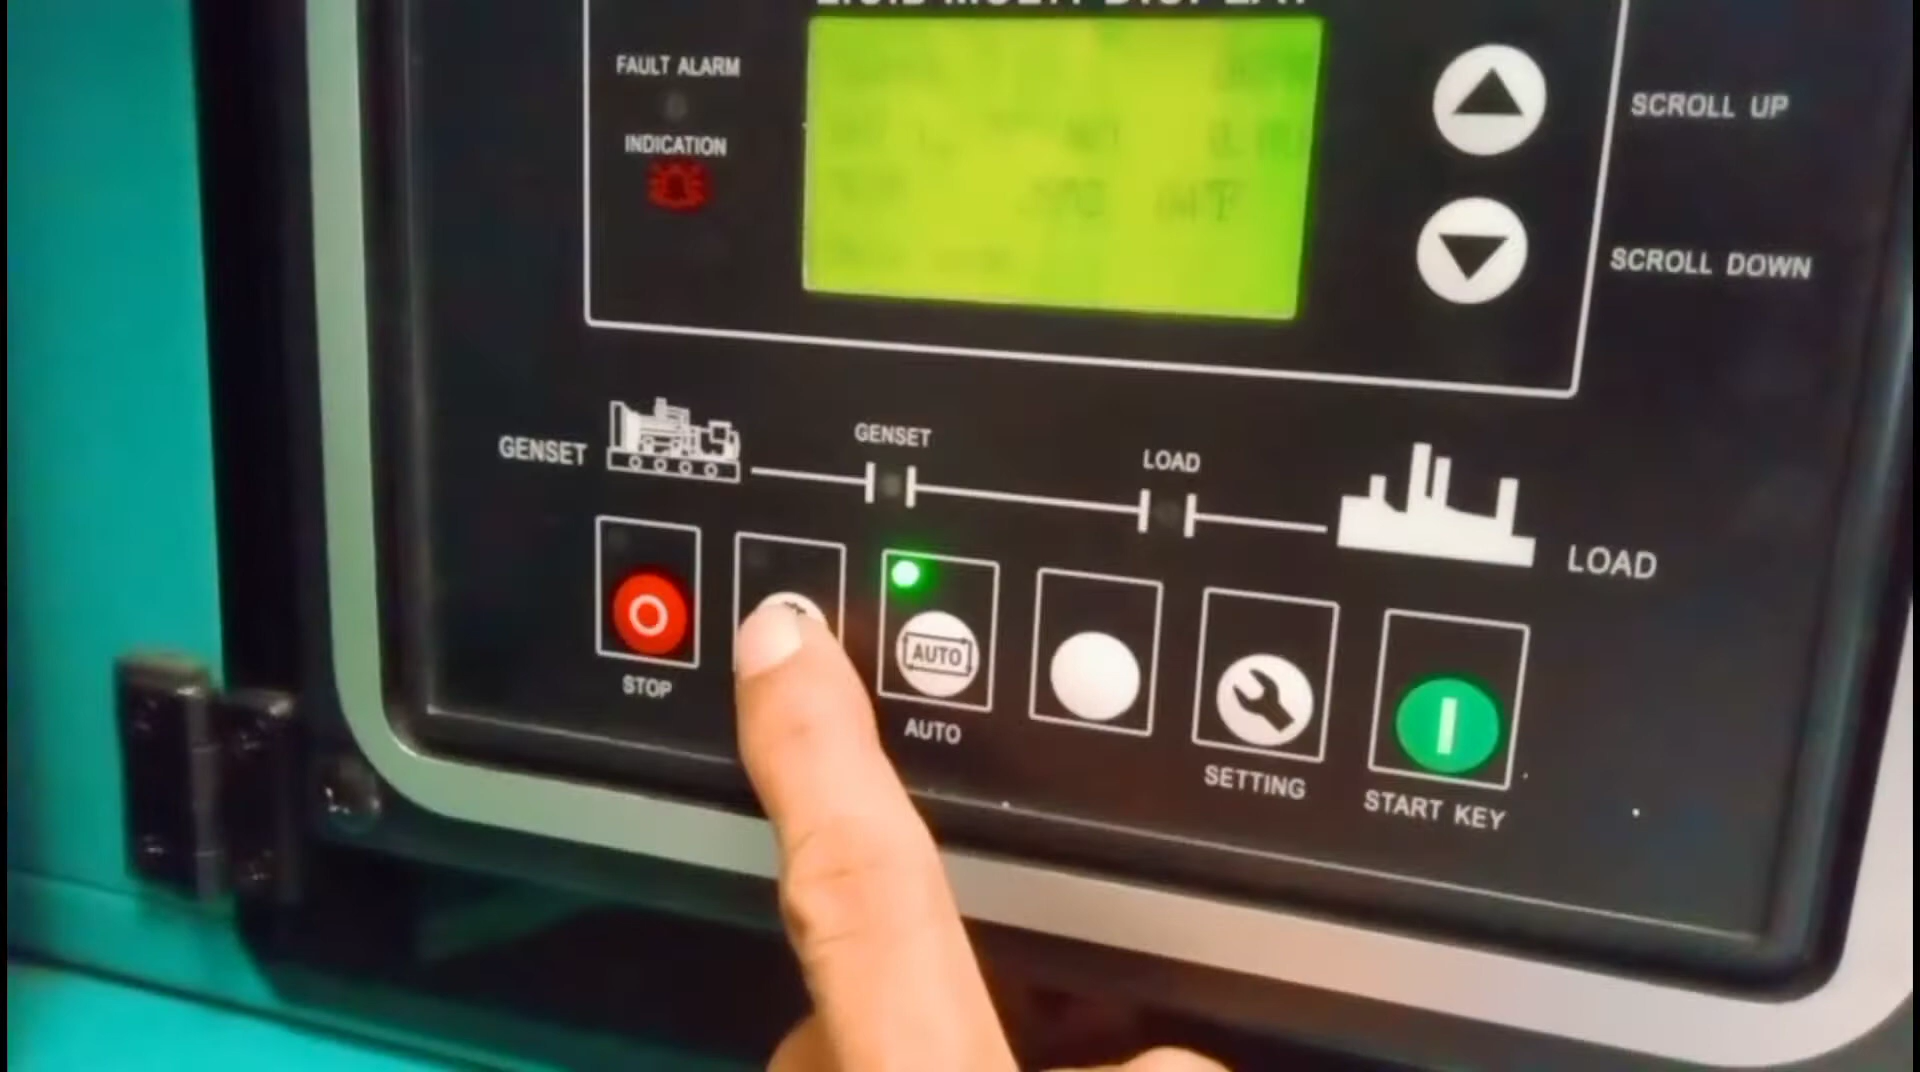 FAULT ALARM
INDICATION
SCROLL UP
SCROLL DOWN
GENSET
GENSET
LOAD
LOAD
STOP
AUTO
AUTO
SETTING
START KEY